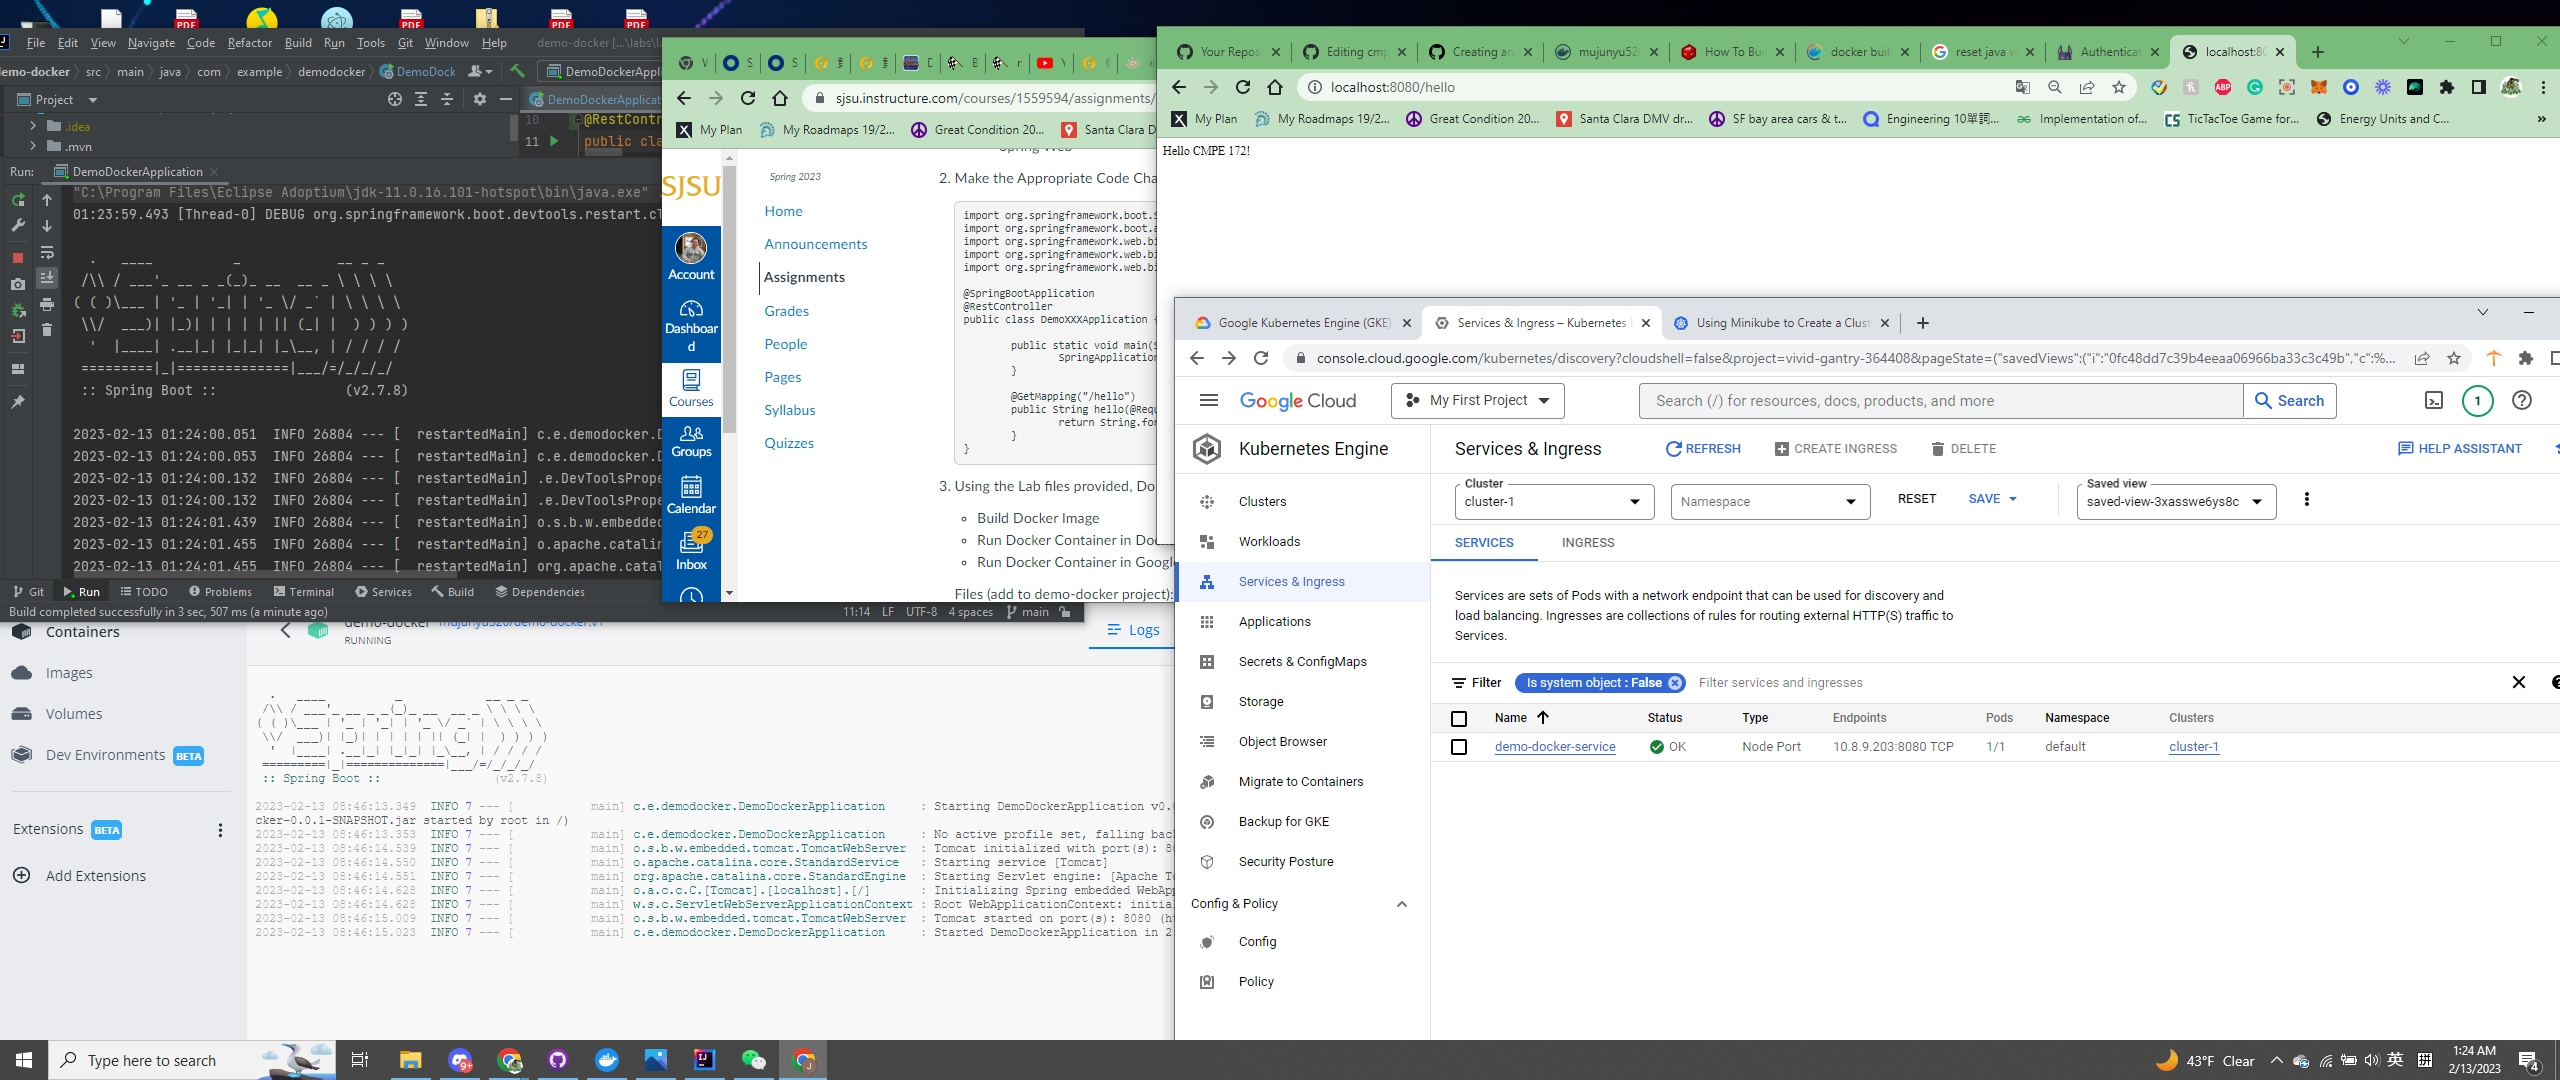 File Edit View Navigate Code Refactor Build Run Tools Git Window Help demo-docker [...\labs\l
emo-docker > src > main > java > com > example > demodocker > DemoDock
DemoDockerAppl
Project
DemoDockerApplicat
.idea
.mvn
10 @RestContr
11 public cla
Run: DemoDockerApplication
"C:\Program Files\Eclipse Adoptium\jdk-11.0.16.101-hotspot\bin\java.exe"
01:23:59.493 [Thread-0] DEBUG org.springframework.boot.devtools.restart.cl
:: Spring Boot :: (v2.7.8)
2023-02-13 01:24:00.051 INFO 26804 --- [ restartedMain] c.e.demodocker.D
2023-02-13 01:24:00.053 INFO 26804 --- [ restartedMain] c.e.demodocker.D
2023-02-13 01:24:00.132 INFO 26804 --- [ restartedMain] .e.DevToolsPrope
2023-02-13 01:24:00.132 INFO 26804 --- [ restartedMain] .e.DevToolsPrope
2023-02-13 01:24:01.439 INFO 26804 --- [ restartedMain] o.s.b.w.embedded
2023-02-13 01:24:01.455 INFO 26804 --- [ restartedMain] o.apache.catalin
2023-02-13 01:24:01.455 INFO 26804 --- [ restartedMain] org.apache.catal
Git Run TODO Problems Terminal Services Build Dependencies
Build completed successfully in 3 sec, 507 ms (a minute ago)
11:14 LF UTF-8 4 spaces main
sjsu.instructure.com/courses/1559594/assignments/
My Plan My Roadmaps 19/2... Great Condition 20... Santa Clara D
SJSU
Account
Dashboar
d
Courses
Groups
Calendar
27
Inbox
Spring 2023
Home
Announcements
Assignments
Grades
People
Pages
Syllabus
Quizzes
Spring Web
2. Make the Appropriate Code Cha
import org.springframework.boot.S
import org.springframework.boot.a
import org.springframework.web.bi
import org.springframework.web.bi
import org.springframework.web.bi
@SpringBootApplication
@RestController
public class DemoXXXApplication {
public static void main(S
SpringApplication
}
@GetMapping("/hello")
public String hello(@Requ
return String.for
}
}
3. Using the Lab files provided, Do
Build Docker Image
Run Docker Container in Doc
Run Docker Container in Google
Files (add to demo-docker project):
Your Repos Editing cmp Creating an mujunyu52 How To Bui docker buil reset java v Authenticat localhost:80
localhost:8080/hello
My Plan My Roadmaps 19/2... Great Condition 20... Santa Clara DMV dr... SF bay area cars & t... Engineering 10單詞... Implementation of... TicTacToe Game for... Energy Units and C... »
Hello CMPE 172!
Google Kubernetes Engine (GKE) Services & Ingress – Kubernetes Using Minikube to Create a Clust
console.cloud.google.com/kubernetes/discovery?cloudshell=false&project=vivid-gantry-364408&pageState=("savedViews":("i":"0fc48dd7c39b4eeaa06966ba33c3c49b","c":%...
Google Cloud My First Project Search (/) for resources, docs, products, and more Search 1
Kubernetes Engine
Services & Ingress REFRESH CREATE INGRESS DELETE HELP ASSISTANT
Clusters
Workloads
Services & Ingress
Applications
Secrets & ConfigMaps
Storage
Object Browser
Migrate to Containers
Backup for GKE
Security Posture
Config & Policy
Config
Policy
Cluster
cluster-1
Namespace
RESET SAVE
Saved view
saved-view-3xasswe6ys8c
SERVICES INGRESS
Services are sets of Pods with a network endpoint that can be used for discovery and
load balancing. Ingresses are collections of rules for routing external HTTP(S) traffic to
Services.
Filter Is system object : False Filter services and ingresses
Name Status Type Endpoints Pods Namespace Clusters
demo-docker-service OK Node Port 10.8.9.203:8080 TCP 1/1 default cluster-1
Containers
Images
Volumes
Dev Environments BETA
Extensions BETA
Add Extensions
demo-docker mujunyu520/demo-docker:v1
RUNNING
Logs
:: Spring Boot :: (v2.7.8)
2023-02-13 08:46:13.349 INFO 7 --- [ main] c.e.demodocker.DemoDockerApplication : Starting DemoDockerApplication v0.
cker-0.0.1-SNAPSHOT.jar started by root in /)
2023-02-13 08:46:13.353 INFO 7 --- [ main] c.e.demodocker.DemoDockerApplication : No active profile set, falling bac
2023-02-13 08:46:14.539 INFO 7 --- [ main] o.s.b.w.embedded.tomcat.TomcatWebServer : Tomcat initialized with port(s): 80
2023-02-13 08:46:14.550 INFO 7 --- [ main] o.apache.catalina.core.StandardService : Starting service [Tomcat]
2023-02-13 08:46:14.551 INFO 7 --- [ main] org.apache.catalina.core.StandardEngine : Starting Servlet engine: [Apache To
2023-02-13 08:46:14.628 INFO 7 --- [ main] o.a.c.c.C.[Tomcat].[localhost].[/] : Initializing Spring embedded WebApp
2023-02-13 08:46:14.628 INFO 7 --- [ main] w.s.c.ServletWebServerApplicationContext : Root WebApplicationContext: initial
2023-02-13 08:46:15.009 INFO 7 --- [ main] o.s.b.w.embedded.tomcat.TomcatWebServer : Tomcat started on port(s): 8080 (ht
2023-02-13 08:46:15.023 INFO 7 --- [ main] c.e.demodocker.DemoDockerApplication : Started DemoDockerApplication in 2
Type here to search
43°F Clear 英 1:24 AM
2/13/2023
4